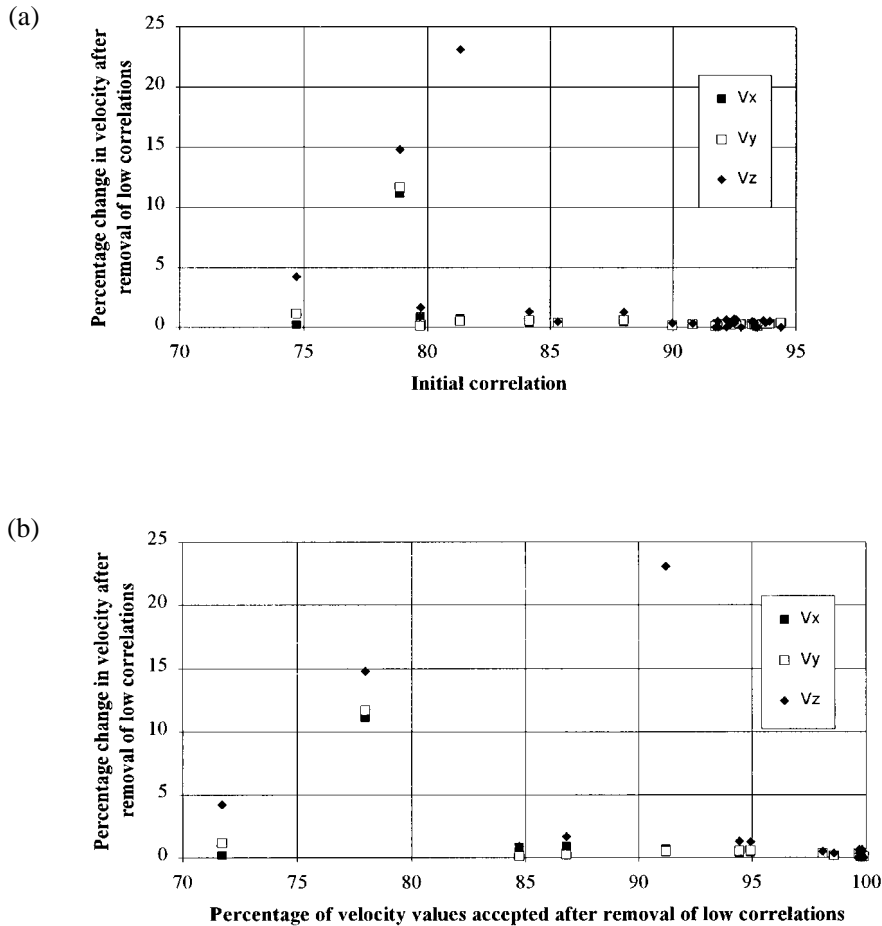 (a)
Percentage change in velocity after
removal of low correlations
25
20
15
10
5
0
70
75
80
85
90
95
Vx
Vy
Vz
Initial correlation
(b)
Percentage change in velocity after
removal of low correlations
25
20
15
10
5
0
70
75
80
85
90
95
100
Vx
Vy
Vz
Percentage of velocity values accepted after removal of low correlations